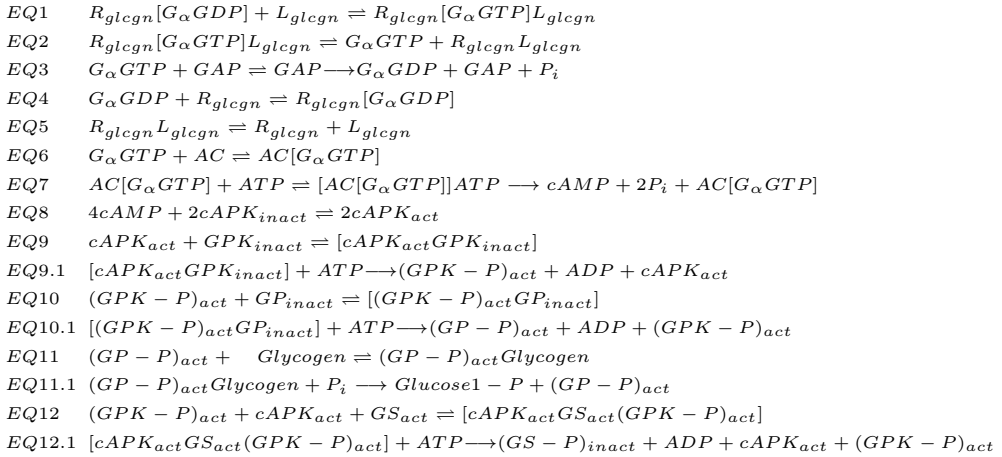 EQ1 R_{glcgn}[G_αGDP] + L_{glcgn} ⇌ R_{glcgn}[G_αGTP]L_{glcgn}
EQ2 R_{glcgn}[G_αGTP]L_{glcgn} ⇌ G_αGTP + R_{glcgn}L_{glcgn}
EQ3 G_αGTP + GAP ⇌ GAP ⟶ G_αGDP + GAP + P_i
EQ4 G_αGDP + R_{glcgn} ⇌ R_{glcgn}[G_αGDP]
EQ5 R_{glcgn}L_{glcgn} ⇌ R_{glcgn} + L_{glcgn}
EQ6 G_αGTP + AC ⇌ AC[G_αGTP]
EQ7 AC[G_αGTP] + ATP ⇌ [AC[G_αGTP]]ATP ⟶ cAMP + 2P_i + AC[G_αGTP]
EQ8 4cAMP + 2cAPK_{inact} ⇌ 2cAPK_{act}
EQ9 cAPK_{act} + GPK_{inact} ⇌ [cAPK_{act}GPK_{inact}]
EQ9.1 [cAPK_{act}GPK_{inact}] + ATP ⟶ (GPK − P)_{act} + ADP + cAPK_{act}
EQ10 (GPK − P)_{act} + GP_{inact} ⇌ [(GPK − P)_{act}GP_{inact}]
EQ10.1 [(GPK − P)_{act}GP_{inact}] + ATP ⟶ (GP − P)_{act} + ADP + (GPK − P)_{act}
EQ11 (GP − P)_{act} + Glycogen ⇌ (GP − P)_{act}Glycogen
EQ11.1 (GP − P)_{act}Glycogen + P_i ⟶ Glucose1 − P + (GP − P)_{act}
EQ12 (GPK − P)_{act} + cAPK_{act} + GS_{act} ⇌ [cAPK_{act}GS_{act}(GPK − P)_{act}]
EQ12.1 [cAPK_{act}GS_{act}(GPK − P)_{act}] + ATP ⟶ (GS − P)_{inact} + ADP + cAPK_{act} + (GPK − P)_{act}